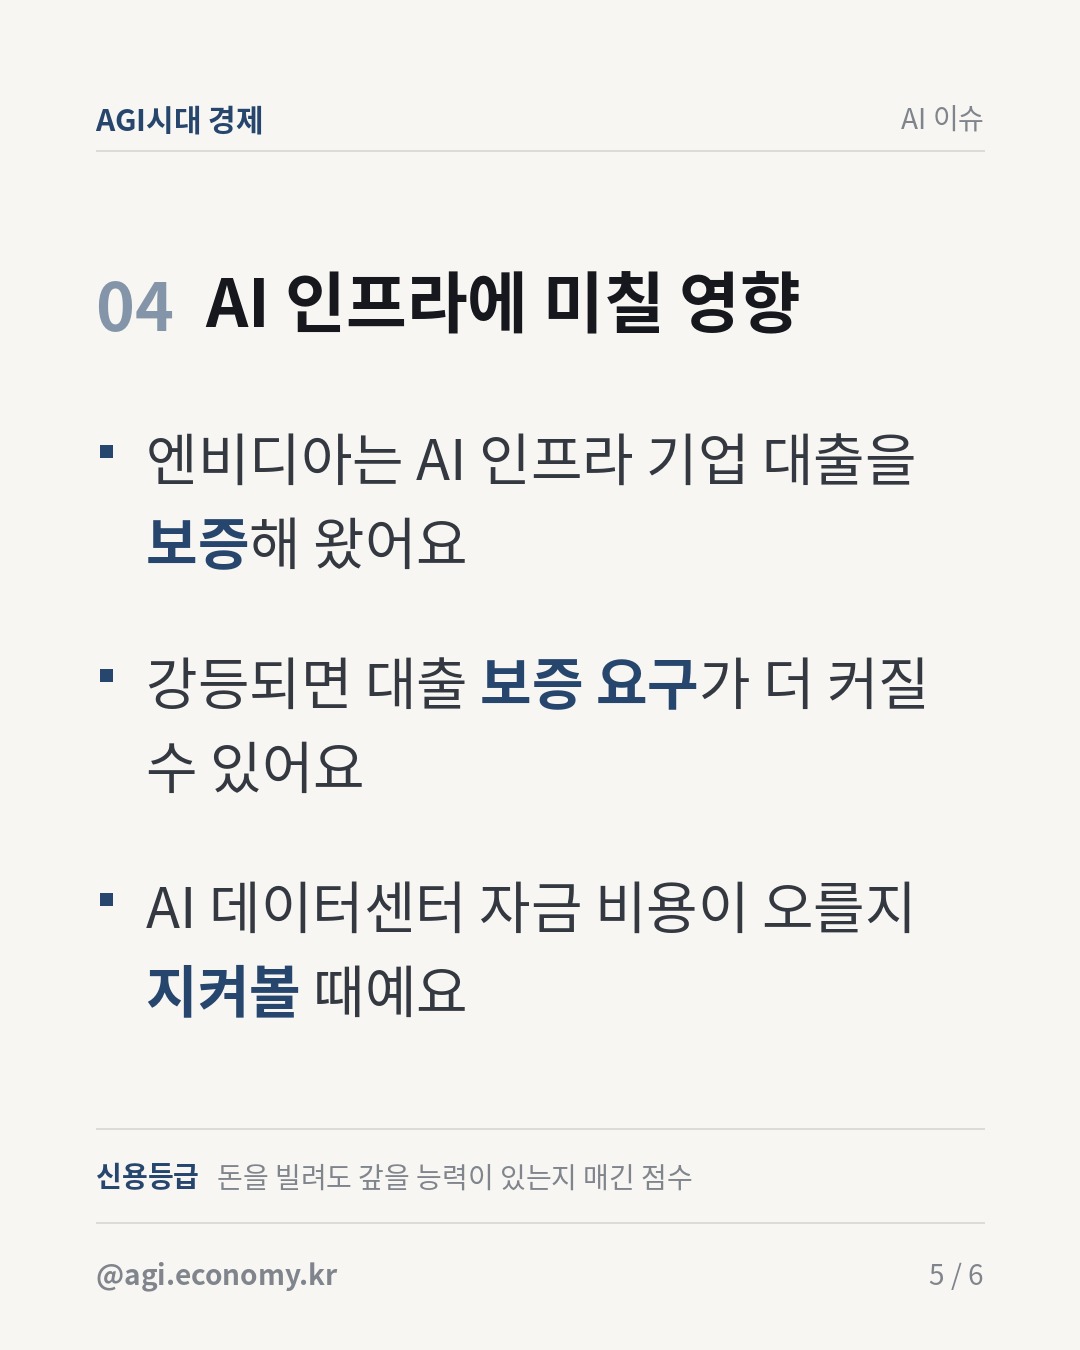 AGI시대 경제
AI 이슈
04 AI 인프라에 미칠 영향
▪ 엔비디아는 AI 인프라 기업 대출을
보증해 왔어요
▪ 강등되면 대출 보증 요구가 더 커질
수 있어요
▪ AI 데이터센터 자금 비용이 오를지
지켜볼 때예요
신용등급 돈을 빌려도 갚을 능력이 있는지 매긴 점수
@agi.economy.kr
5 / 6